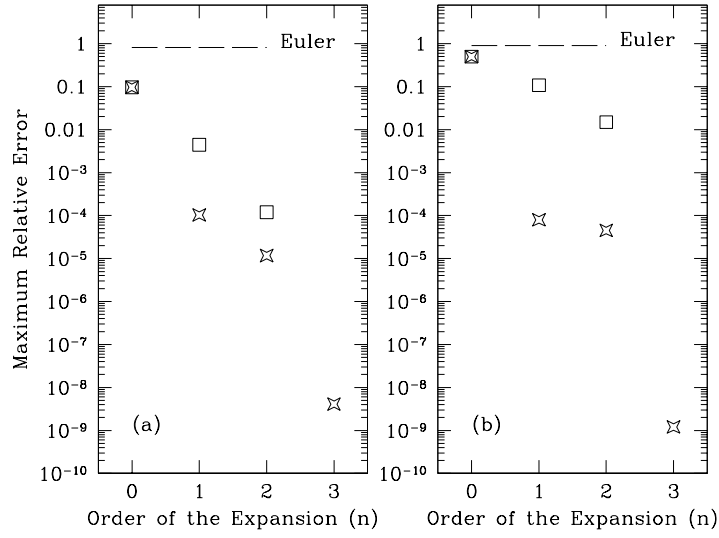 Maximum Relative Error
1
0.1
0.01
10⁻³
10⁻⁴
10⁻⁵
10⁻⁶
10⁻⁷
10⁻⁸
10⁻⁹
10⁻¹⁰
Euler
(a)
0 1 2 3
Order of the Expansion (n)
1
0.1
0.01
10⁻³
10⁻⁴
10⁻⁵
10⁻⁶
10⁻⁷
10⁻⁸
10⁻⁹
10⁻¹⁰
Euler
(b)
0 1 2 3
Order of the Expansion (n)